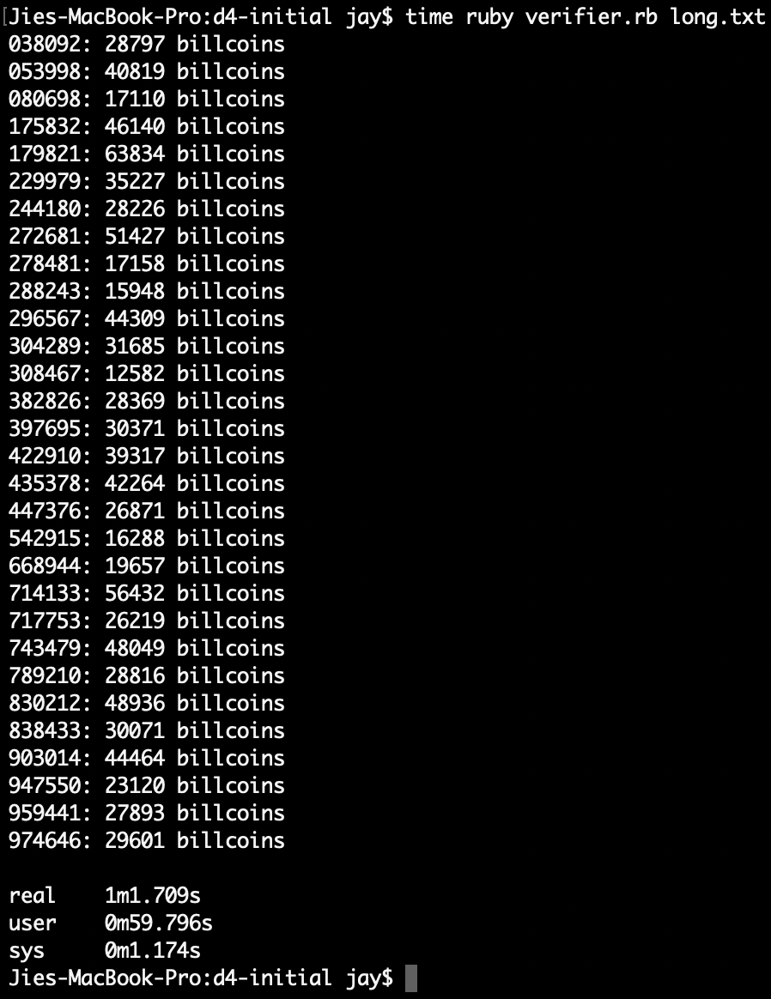 Jies-MacBook-Pro:d4-initial jay$ time ruby verifier.rb long.txt
038092: 28797 billcoins
053998: 40819 billcoins
080698: 17110 billcoins
175832: 46140 billcoins
179821: 63834 billcoins
229979: 35227 billcoins
244180: 28226 billcoins
272681: 51427 billcoins
278481: 17158 billcoins
288243: 15948 billcoins
296567: 44309 billcoins
304289: 31685 billcoins
308467: 12582 billcoins
382826: 28369 billcoins
397695: 30371 billcoins
422910: 39317 billcoins
435378: 42264 billcoins
447376: 26871 billcoins
542915: 16288 billcoins
668944: 19657 billcoins
714133: 56432 billcoins
717753: 26219 billcoins
743479: 48049 billcoins
789210: 28816 billcoins
830212: 48936 billcoins
838433: 30071 billcoins
903014: 44464 billcoins
947550: 23120 billcoins
959441: 27893 billcoins
974646: 29601 billcoins

real	1m1.709s
user	0m59.796s
sys	0m1.174s
Jies-MacBook-Pro:d4-initial jay$